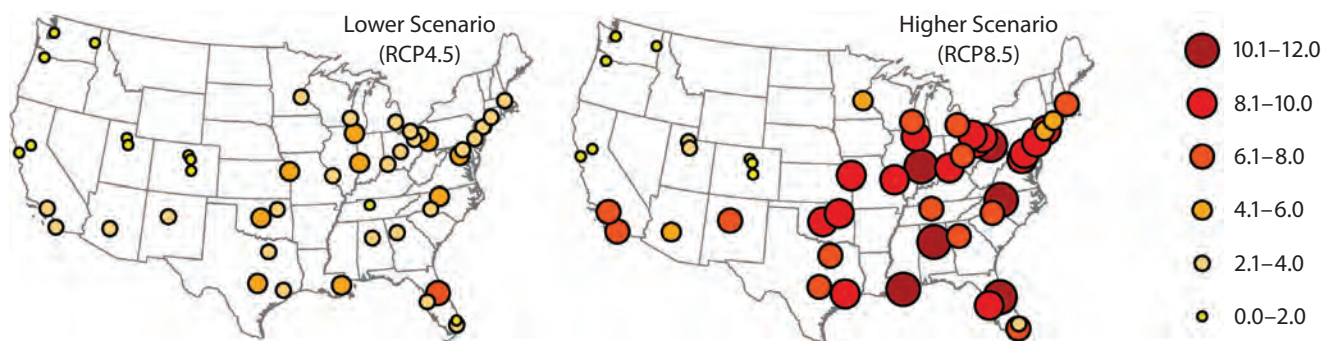 Lower Scenario
(RCP4.5)
Higher Scenario
(RCP8.5)
10.1–12.0
8.1–10.0
6.1–8.0
4.1–6.0
2.1–4.0
0.0–2.0